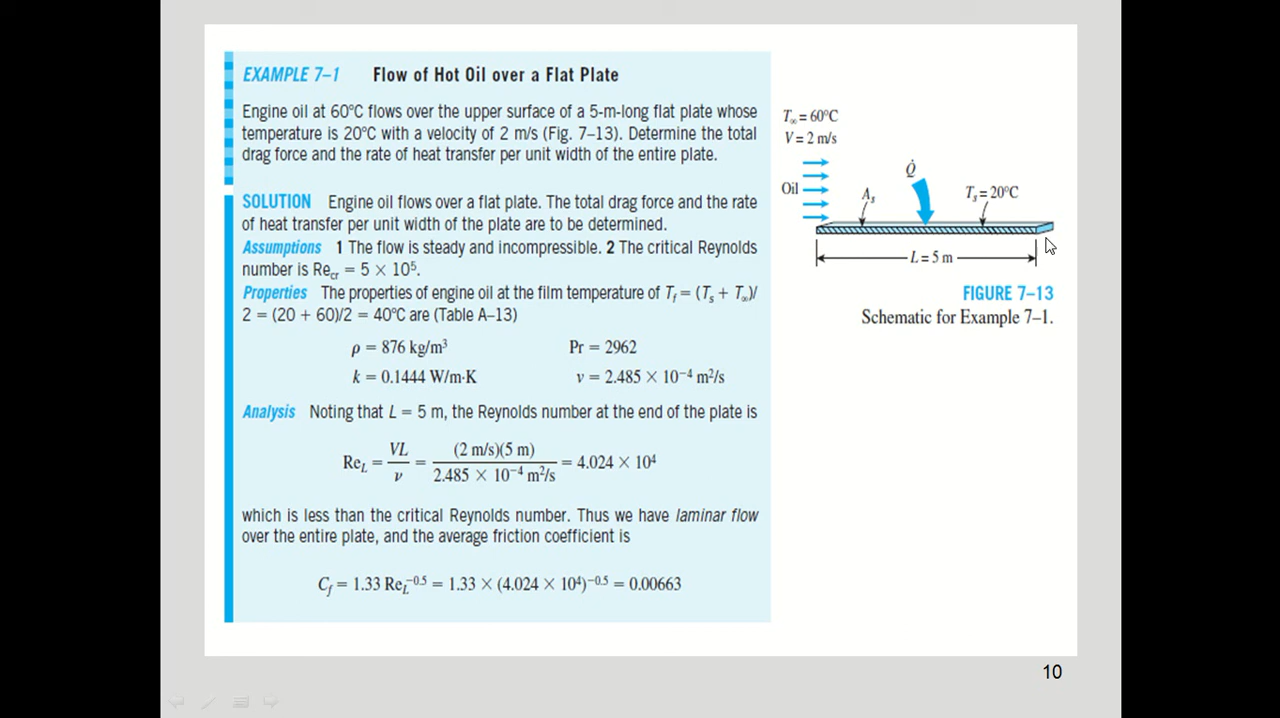 EXAMPLE 7–1 Flow of Hot Oil over a Flat Plate
Engine oil at 60°C flows over the upper surface of a 5-m-long flat plate whose
temperature is 20°C with a velocity of 2 m/s (Fig. 7–13). Determine the total
drag force and the rate of heat transfer per unit width of the entire plate.
SOLUTION Engine oil flows over a flat plate. The total drag force and the rate
of heat transfer per unit width of the plate are to be determined.
Assumptions 1 The flow is steady and incompressible. 2 The critical Reynolds
number is Re_cr = 5 × 10⁵.
Properties The properties of engine oil at the film temperature of T_f = (T_s + T_∞)/
2 = (20 + 60)/2 = 40°C are (Table A–13)
ρ = 876 kg/m³ Pr = 2962
k = 0.1444 W/m·K ν = 2.485 × 10⁻⁴ m²/s
Analysis Noting that L = 5 m, the Reynolds number at the end of the plate is
Re_L = VL/ν = (2 m/s)(5 m)/2.485 × 10⁻⁴ m²/s = 4.024 × 10⁴
which is less than the critical Reynolds number. Thus we have laminar flow
over the entire plate, and the average friction coefficient is
C_f = 1.33 Re_L^−0.5 = 1.33 × (4.024 × 10⁴)^−0.5 = 0.00663
T_∞ = 60°C
V = 2 m/s
Oil
A_s
Q̇
T_s = 20°C
L = 5 m
FIGURE 7–13
Schematic for Example 7–1.
10